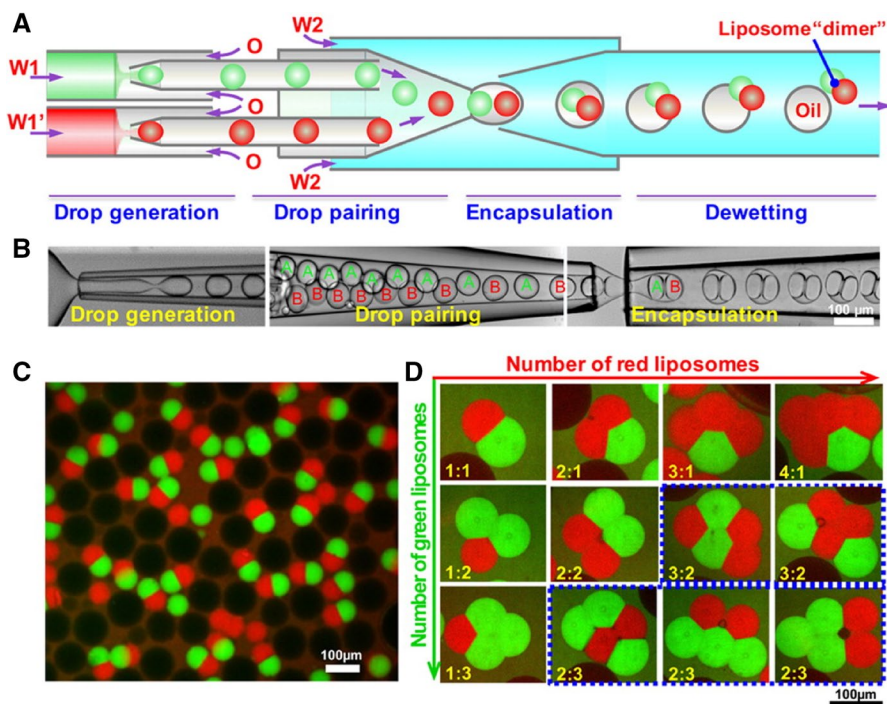 A
W2
Liposome“dimer”
W1
O
O
W1’
O
Oil
W2
Drop generation
Drop pairing
Encapsulation
Dewetting
B
A A A A A A A A A
B B B B B B B B B B
Drop generation
Drop pairing
Encapsulation
100 µm
C
100µm
D
Number of red liposomes
Number of green liposomes
1:1
2:1
3:1
4:1
1:2
2:2
3:2
3:2
1:3
2:3
2:3
2:3
100µm